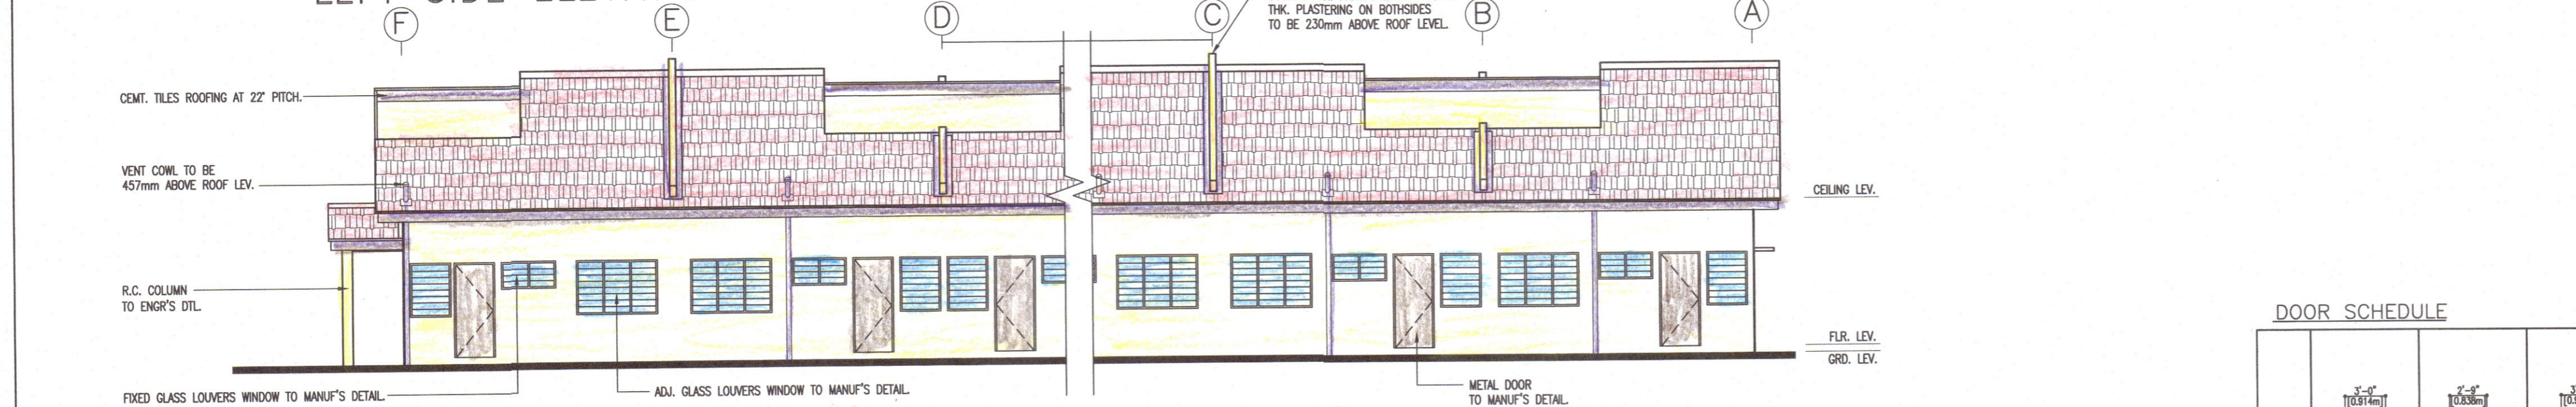 F
E
D
C
B
A
THK. PLASTERING ON BOTHSIDES
TO BE 230mm ABOVE ROOF LEVEL.
CEMT. TILES ROOFING AT 22° PITCH.
VENT COWL TO BE
457mm ABOVE ROOF LEV.
CEILING LEV.
R.C. COLUMN
TO ENGR'S DTL.
FLR. LEV.
GRD. LEV.
FIXED GLASS LOUVERS WINDOW TO MANUF'S DETAIL.
ADJ. GLASS LOUVERS WINDOW TO MANUF'S DETAIL.
METAL DOOR
TO MANUF'S DETAIL.
DOOR SCHEDULE
3'-0"
[0.914m]
2'-9"
[0.838m]